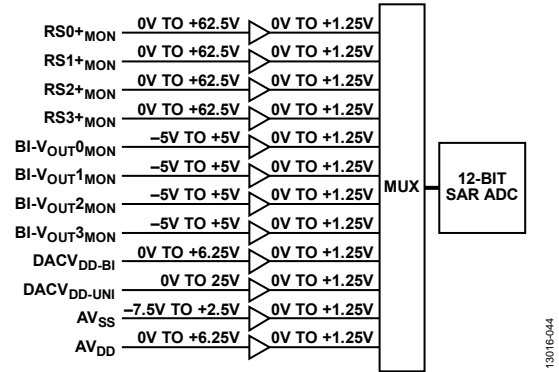 RS0+MON 0V TO +62.5V 0V TO +1.25V
RS1+MON 0V TO +62.5V 0V TO +1.25V
RS2+MON 0V TO +62.5V 0V TO +1.25V
RS3+MON 0V TO +62.5V 0V TO +1.25V
BI-VOUT0MON –5V TO +5V 0V TO +1.25V
BI-VOUT1MON –5V TO +5V 0V TO +1.25V
BI-VOUT2MON –5V TO +5V 0V TO +1.25V
BI-VOUT3MON –5V TO +5V 0V TO +1.25V
DACVDD-BI 0V TO +6.25V 0V TO +1.25V
DACVDD-UNI 0V TO 25V 0V TO +1.25V
AVSS –7.5V TO +2.5V 0V TO +1.25V
AVDD 0V TO +6.25V 0V TO +1.25V
MUX
12-BIT
SAR ADC
13016-044